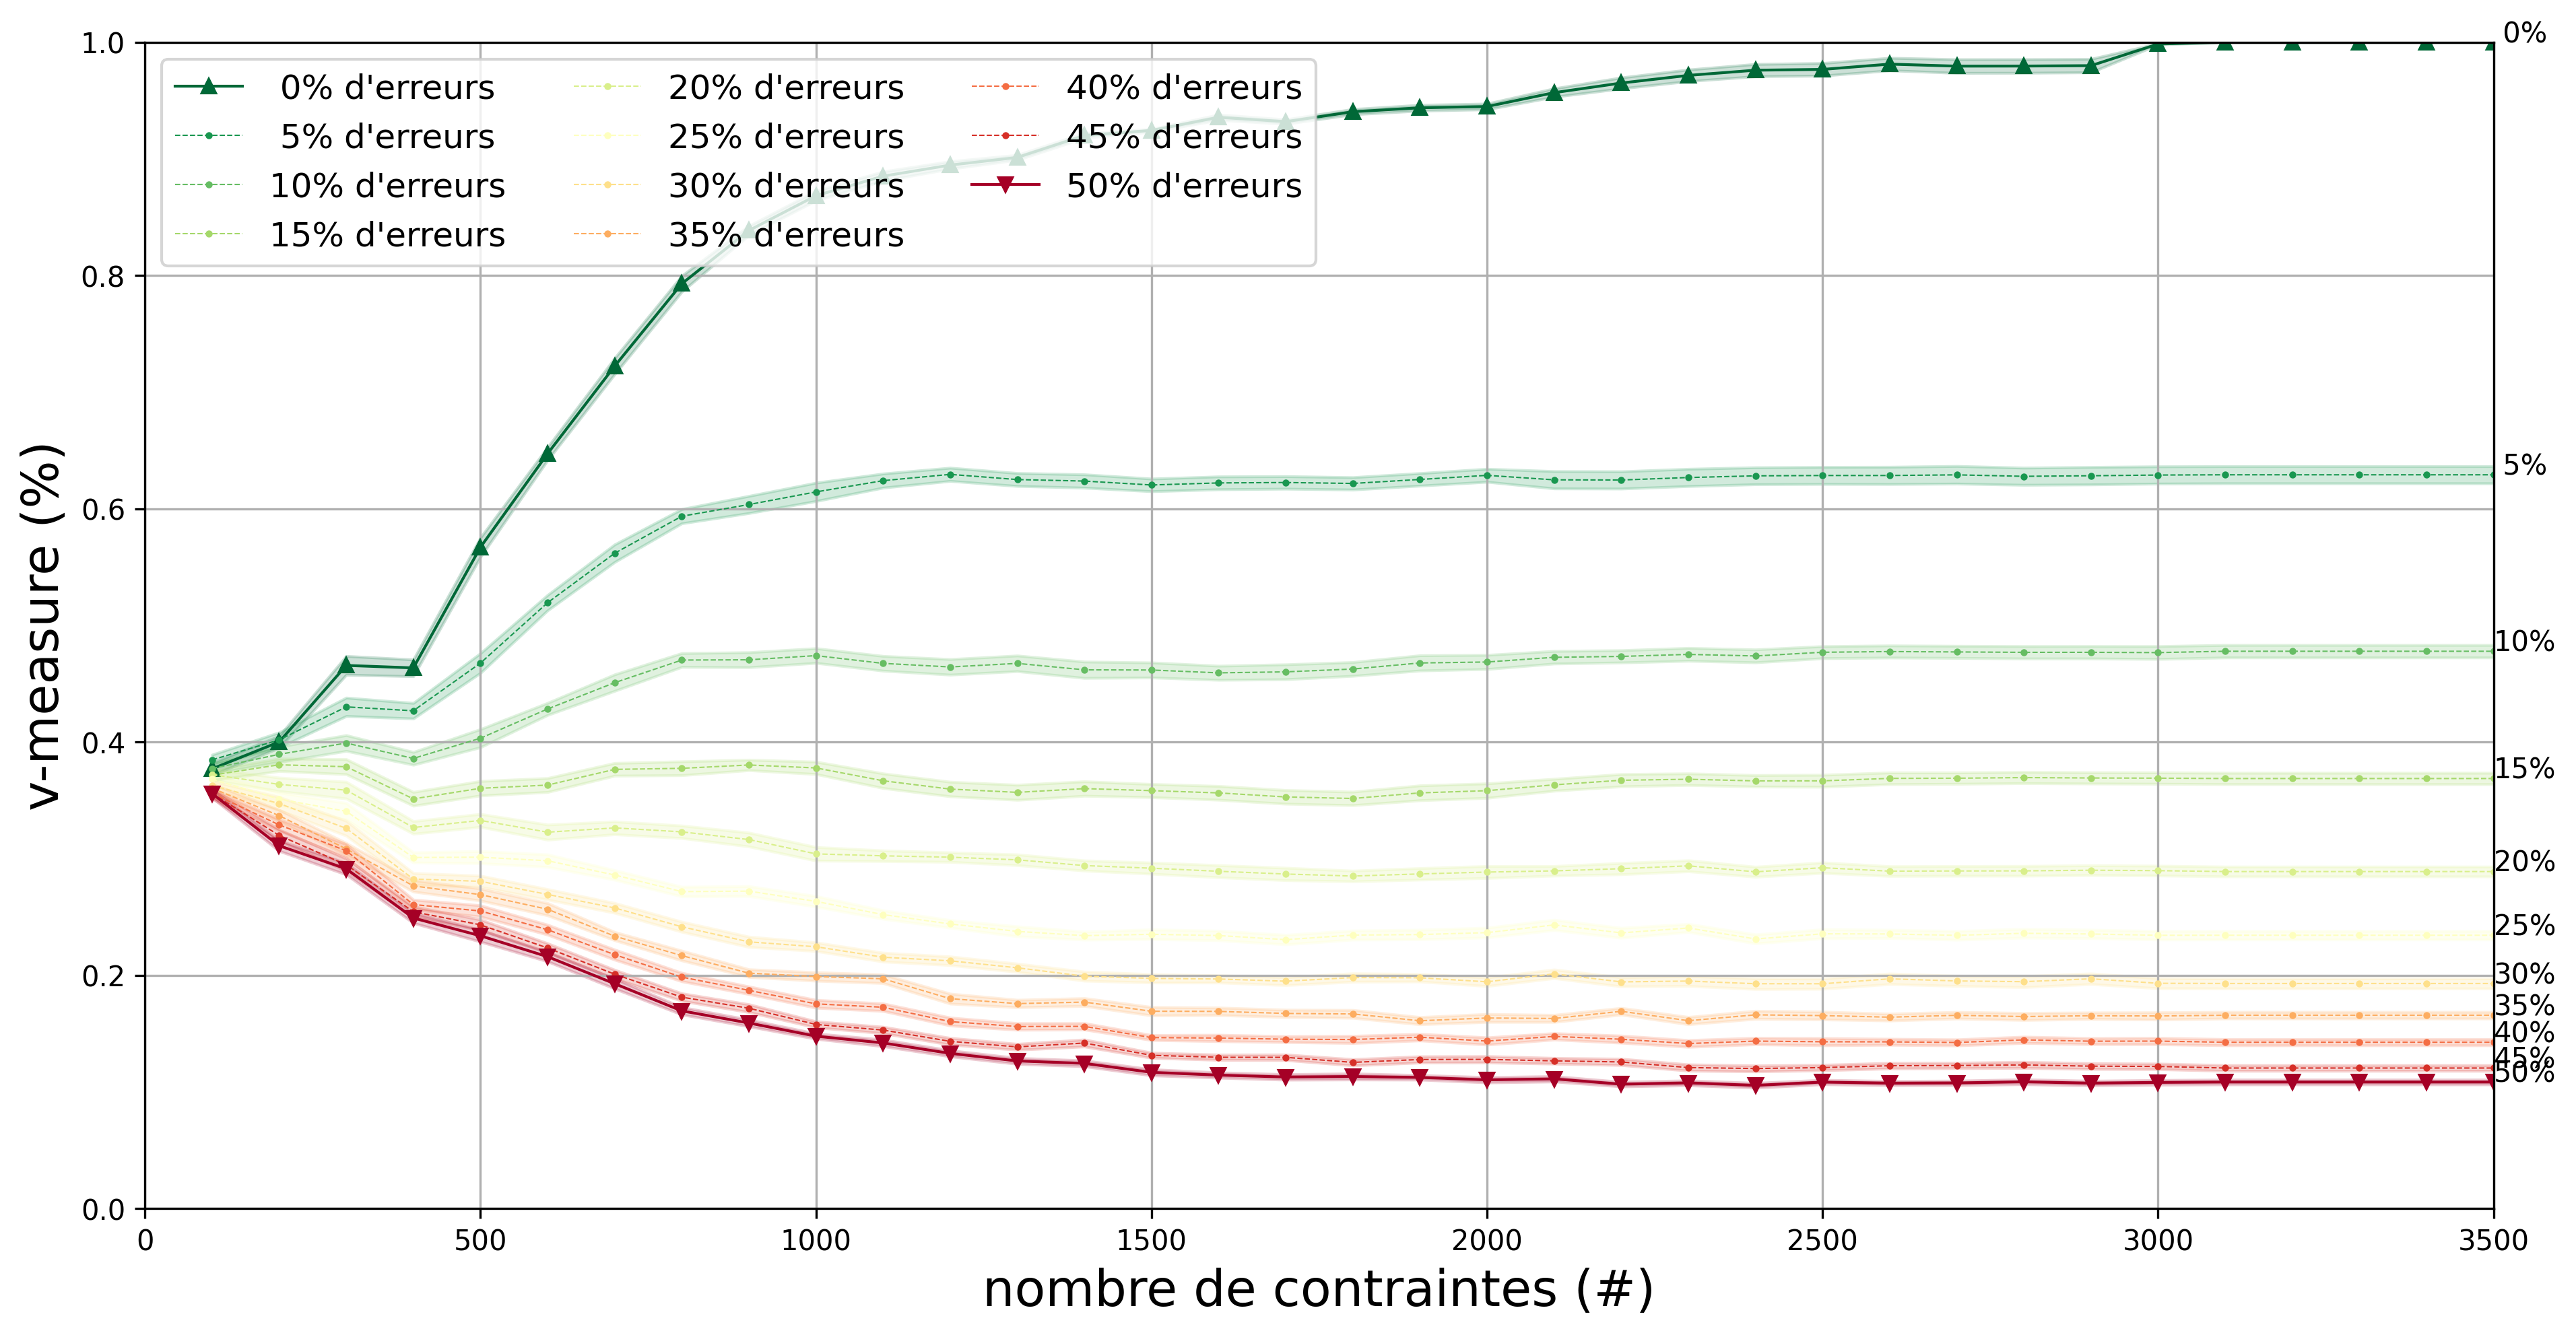 v-measure (%)
1.0
0.8
0.6
0.4
0.2
0.0
0% d'erreurs
5% d'erreurs
10% d'erreurs
15% d'erreurs
20% d'erreurs
25% d'erreurs
30% d'erreurs
35% d'erreurs
40% d'erreurs
45% d'erreurs
50% d'erreurs
0%
5%
10%
15%
20%
25%
30%
35%
40%
45%
50%
0 500 1000 1500 2000 2500 3000 3500
nombre de contraintes (#)